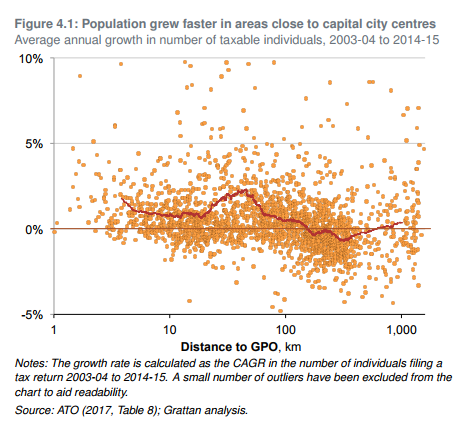 Figure 4.1: Population grew faster in areas close to capital city centres
Average annual growth in number of taxable individuals, 2003-04 to 2014-15
10%
5%
0%
-5%
1
10
100
1,000
Distance to GPO, km
Notes: The growth rate is calculated as the CAGR in the number of individuals filing a
tax return 2003-04 to 2014-15. A small number of outliers have been excluded from the
chart to aid readability.
Source: ATO (2017, Table 8); Grattan analysis.